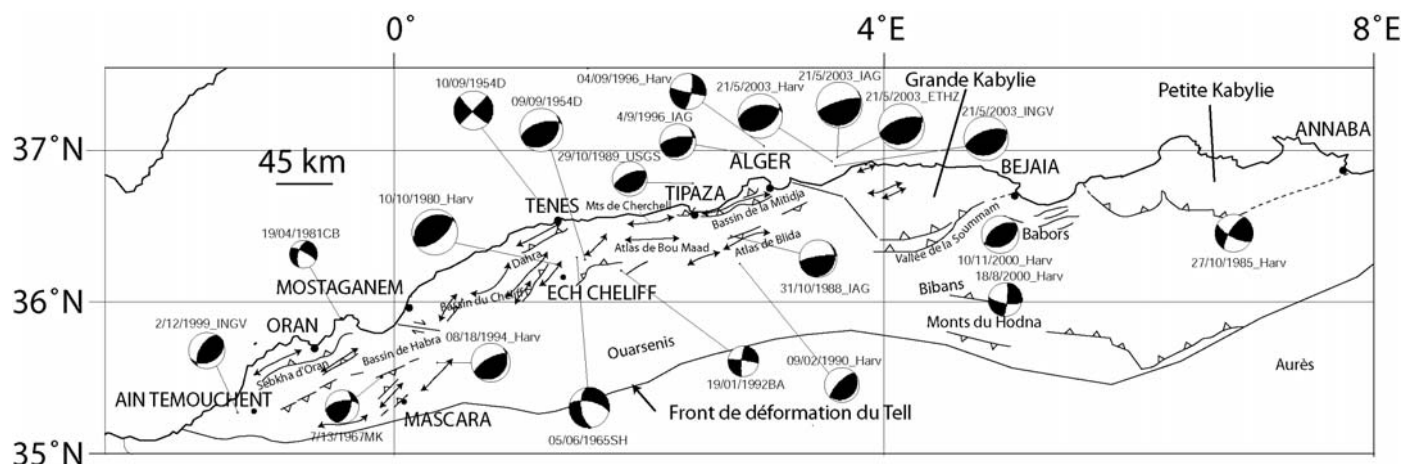 0°
4°E
8°E
10/09/1954D
09/09/1954D
04/09/1996_Harv
4/9/1996_IAG
21/5/2003_Harv
21/5/2003_IAG
21/5/2003_ETHZ
21/5/2003_INGV
Grande Kabylie
Petite Kabylie
ANNABA
37°N
45 km
29/10/1989_USGS
ALGER
BEJAIA
TIPAZA
10/10/1980_Harv
TENES
Mts de Cherchell
Bassin de la Mitidja
19/04/1981CB
Dahra
Atlas de Bou Maad
Atlas de Blida
Vallée de la Soummam
Babors
10/11/2000_Harv
27/10/1985_Harv
MOSTAGANEM
Bassin du Cheliff
ECH CHELIFF
31/10/1988_IAG
18/8/2000_Harv
Bibans
36°N
2/12/1999_INGV
ORAN
Bassin de Habra
08/18/1994_Harv
Monts du Hodna
Sebkha d'Oran
Ouarsenis
19/01/1992BA
09/02/1990_Harv
Aurès
AIN TEMOUCHENT
MASCARA
Front de déformation du Tell
7/13/1967MK
05/06/1965SH
35°N